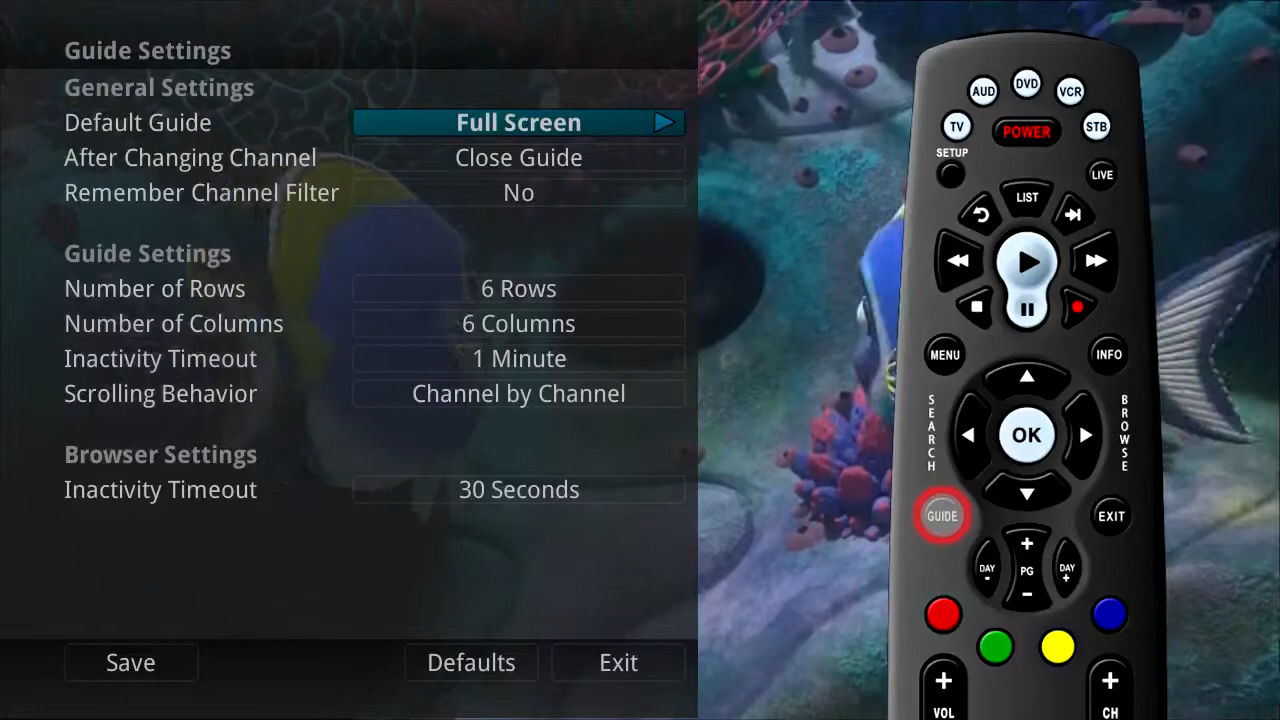 Guide Settings
General Settings
Default Guide Full Screen
After Changing Channel Close Guide
Remember Channel Filter No
Guide Settings
Number of Rows 6 Rows
Number of Columns 6 Columns
Inactivity Timeout 1 Minute
Scrolling Behavior Channel by Channel
Browser Settings
Inactivity Timeout 30 Seconds
Save Defaults Exit
AUD DVD VCR
TV POWER STB
SETUP
LIVE
LIST
MENU INFO
SEARCH
OK
BROWSE
GUIDE EXIT
+
DAY PG DAY
- - +
+ +
VOL CH